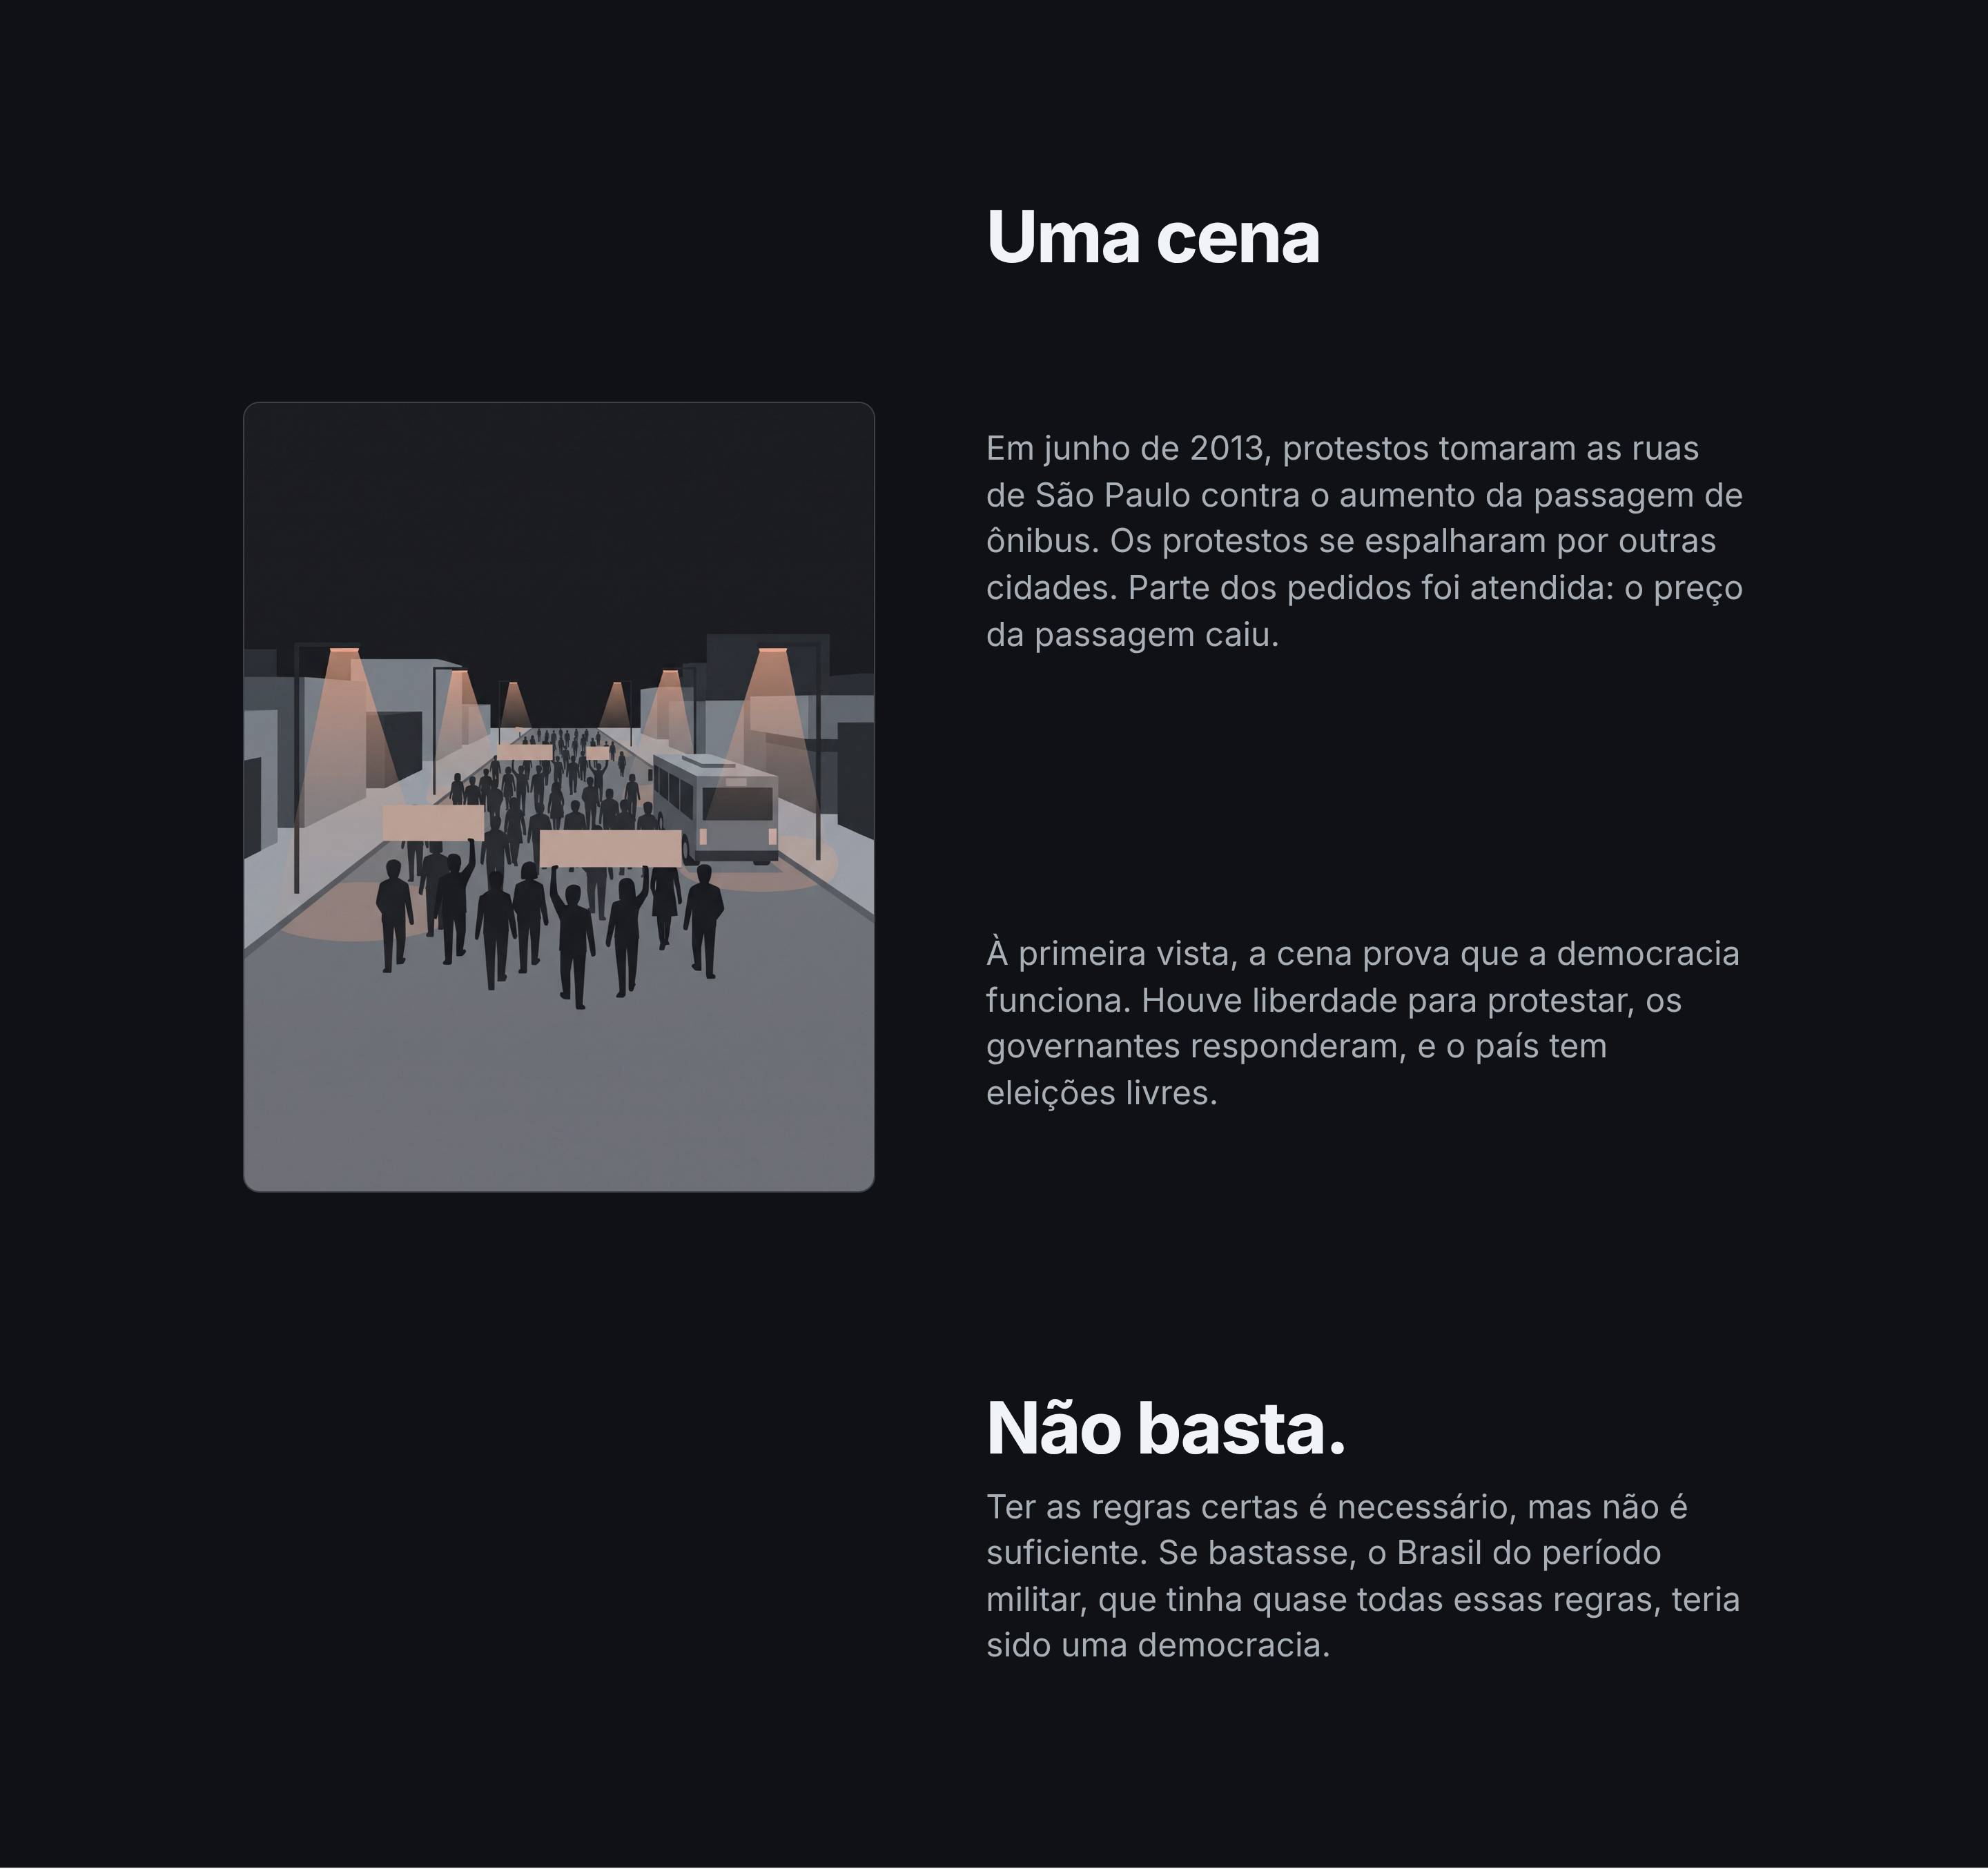 Uma cena
Em junho de 2013, protestos tomaram as ruas
de São Paulo contra o aumento da passagem de
ônibus. Os protestos se espalharam por outras
cidades. Parte dos pedidos foi atendida: o preço
da passagem caiu.
À primeira vista, a cena prova que a democracia
funciona. Houve liberdade para protestar, os
governantes responderam, e o país tem
eleições livres.
Não basta.
Ter as regras certas é necessário, mas não é
suficiente. Se bastasse, o Brasil do período
militar, que tinha quase todas essas regras, teria
sido uma democracia.